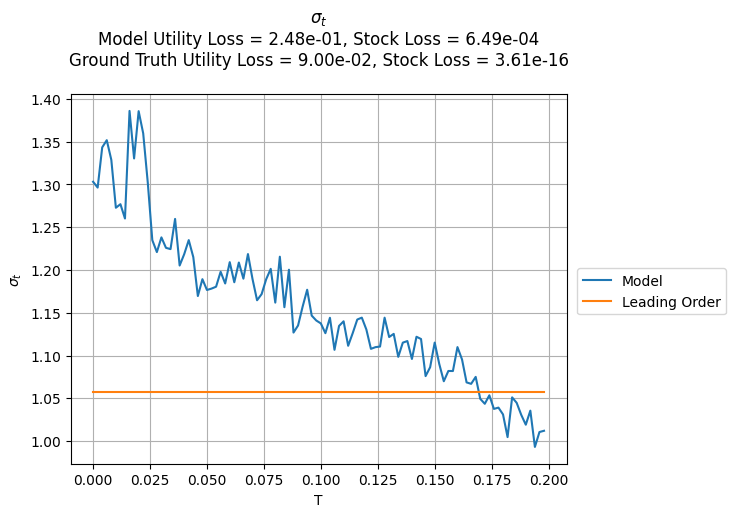 σₜ
Model Utility Loss = 2.48e-01, Stock Loss = 6.49e-04
Ground Truth Utility Loss = 9.00e-02, Stock Loss = 3.61e-16
1.40
1.35
1.30
1.25
1.20
1.15
1.10
1.05
1.00
σₜ
0.000 0.025 0.050 0.075 0.100 0.125 0.150 0.175 0.200
T
Model
Leading Order